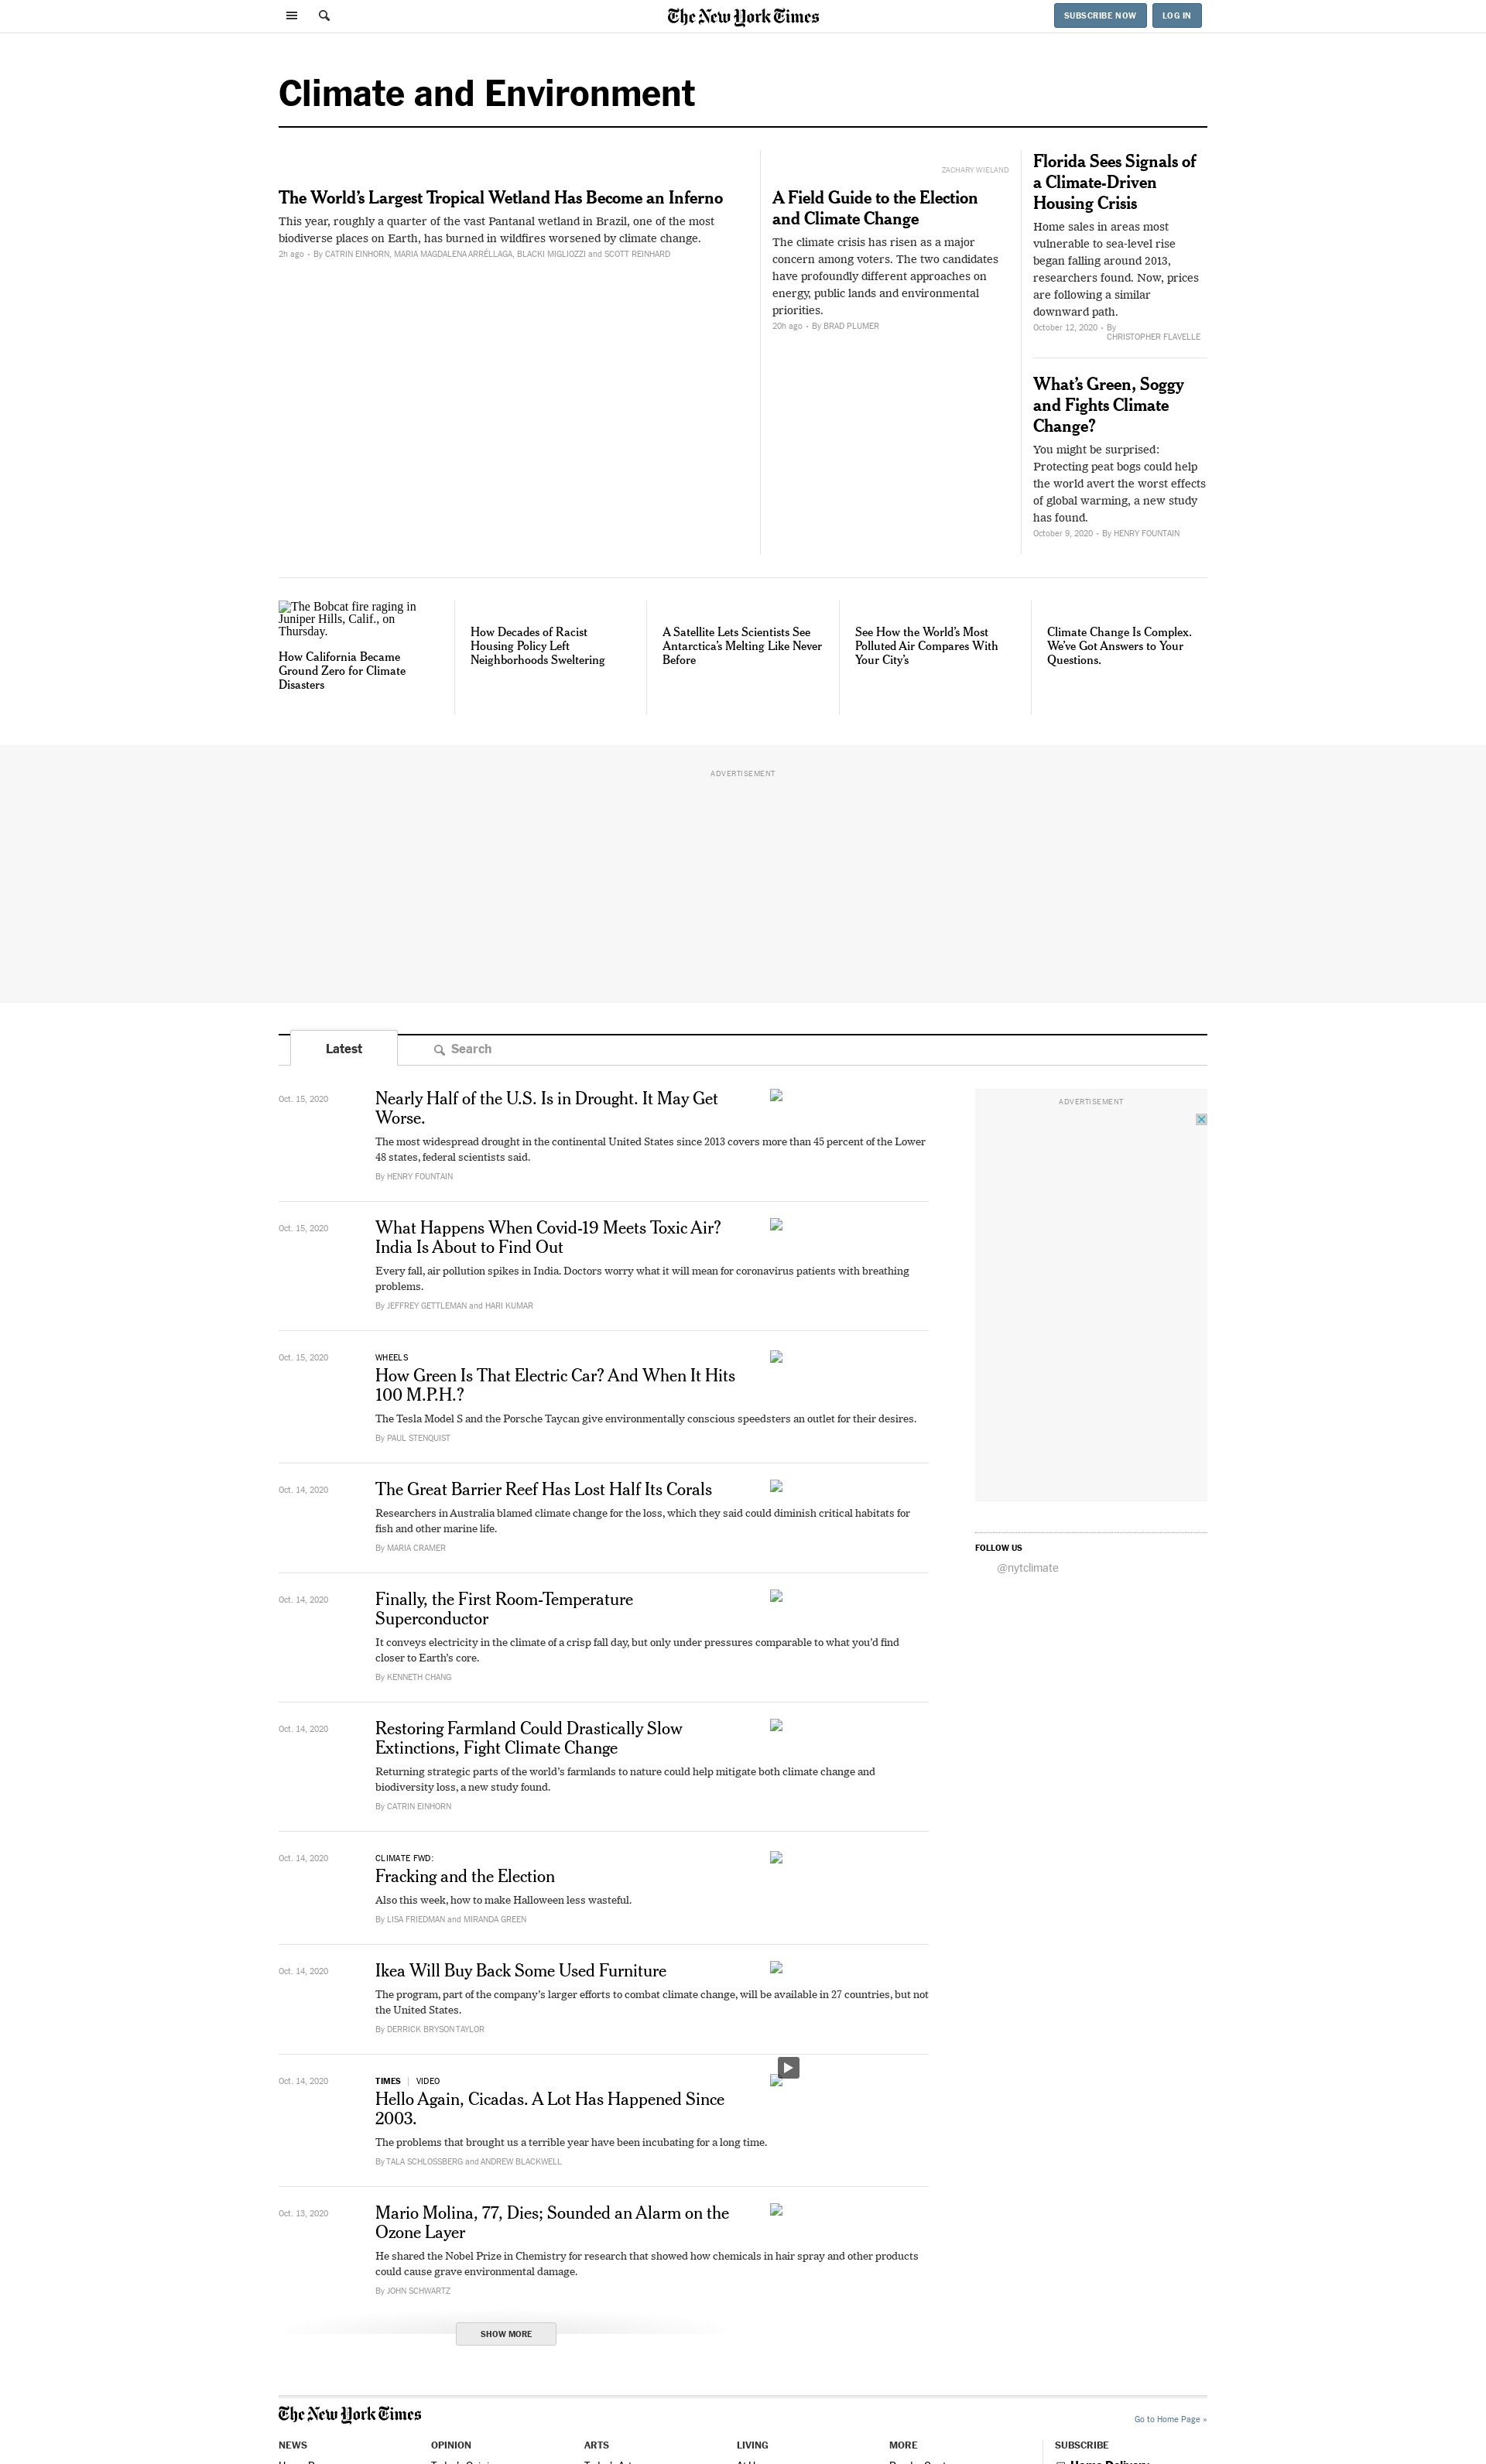 The New York Times
SUBSCRIBE NOW
LOG IN
Climate and Environment
The World’s Largest Tropical Wetland Has Become an Inferno
This year, roughly a quarter of the vast Pantanal wetland in Brazil, one of the most
biodiverse places on Earth, has burned in wildfires worsened by climate change.
2h ago • By CATRIN EINHORN, MARIA MAGDALENA ARRÉLLAGA, BLACKI MIGLIOZZI and SCOTT REINHARD
ZACHARY WIELAND
A Field Guide to the Election
and Climate Change
The climate crisis has risen as a major
concern among voters. The two candidates
have profoundly different approaches on
energy, public lands and environmental
priorities.
20h ago • By BRAD PLUMER
Florida Sees Signals of
a Climate-Driven
Housing Crisis
Home sales in areas most
vulnerable to sea-level rise
began falling around 2013,
researchers found. Now, prices
are following a similar
downward path.
October 12, 2020 • By
CHRISTOPHER FLAVELLE
What’s Green, Soggy
and Fights Climate
Change?
You might be surprised:
Protecting peat bogs could help
the world avert the worst effects
of global warming, a new study
has found.
October 9, 2020 • By HENRY FOUNTAIN
The Bobcat fire raging in
Juniper Hills, Calif., on
Thursday.
How California Became
Ground Zero for Climate
Disasters
How Decades of Racist
Housing Policy Left
Neighborhoods Sweltering
A Satellite Lets Scientists See
Antarctica’s Melting Like Never
Before
See How the World’s Most
Polluted Air Compares With
Your City’s
Climate Change Is Complex.
We’ve Got Answers to Your
Questions.
ADVERTISEMENT
Latest
Search
Oct. 15, 2020
Nearly Half of the U.S. Is in Drought. It May Get
Worse.
The most widespread drought in the continental United States since 2013 covers more than 45 percent of the Lower
48 states, federal scientists said.
By HENRY FOUNTAIN
Oct. 15, 2020
What Happens When Covid-19 Meets Toxic Air?
India Is About to Find Out
Every fall, air pollution spikes in India. Doctors worry what it will mean for coronavirus patients with breathing
problems.
By JEFFREY GETTLEMAN and HARI KUMAR
Oct. 15, 2020
WHEELS
How Green Is That Electric Car? And When It Hits
100 M.P.H.?
The Tesla Model S and the Porsche Taycan give environmentally conscious speedsters an outlet for their desires.
By PAUL STENQUIST
Oct. 14, 2020
The Great Barrier Reef Has Lost Half Its Corals
Researchers in Australia blamed climate change for the loss, which they said could diminish critical habitats for
fish and other marine life.
By MARIA CRAMER
Oct. 14, 2020
Finally, the First Room-Temperature
Superconductor
It conveys electricity in the climate of a crisp fall day, but only under pressures comparable to what you’d find
closer to Earth’s core.
By KENNETH CHANG
Oct. 14, 2020
Restoring Farmland Could Drastically Slow
Extinctions, Fight Climate Change
Returning strategic parts of the world’s farmlands to nature could help mitigate both climate change and
biodiversity loss, a new study found.
By CATRIN EINHORN
Oct. 14, 2020
CLIMATE FWD:
Fracking and the Election
Also this week, how to make Halloween less wasteful.
By LISA FRIEDMAN and MIRANDA GREEN
Oct. 14, 2020
Ikea Will Buy Back Some Used Furniture
The program, part of the company’s larger efforts to combat climate change, will be available in 27 countries, but not
the United States.
By DERRICK BRYSON TAYLOR
Oct. 14, 2020
TIMES | VIDEO
Hello Again, Cicadas. A Lot Has Happened Since
2003.
The problems that brought us a terrible year have been incubating for a long time.
By TALA SCHLOSSBERG and ANDREW BLACKWELL
Oct. 13, 2020
Mario Molina, 77, Dies; Sounded an Alarm on the
Ozone Layer
He shared the Nobel Prize in Chemistry for research that showed how chemicals in hair spray and other products
could cause grave environmental damage.
By JOHN SCHWARTZ
SHOW MORE
ADVERTISEMENT
FOLLOW US
@nytclimate
The New York Times
Go to Home Page »
NEWS
OPINION
ARTS
LIVING
MORE
SUBSCRIBE
Home Delivery